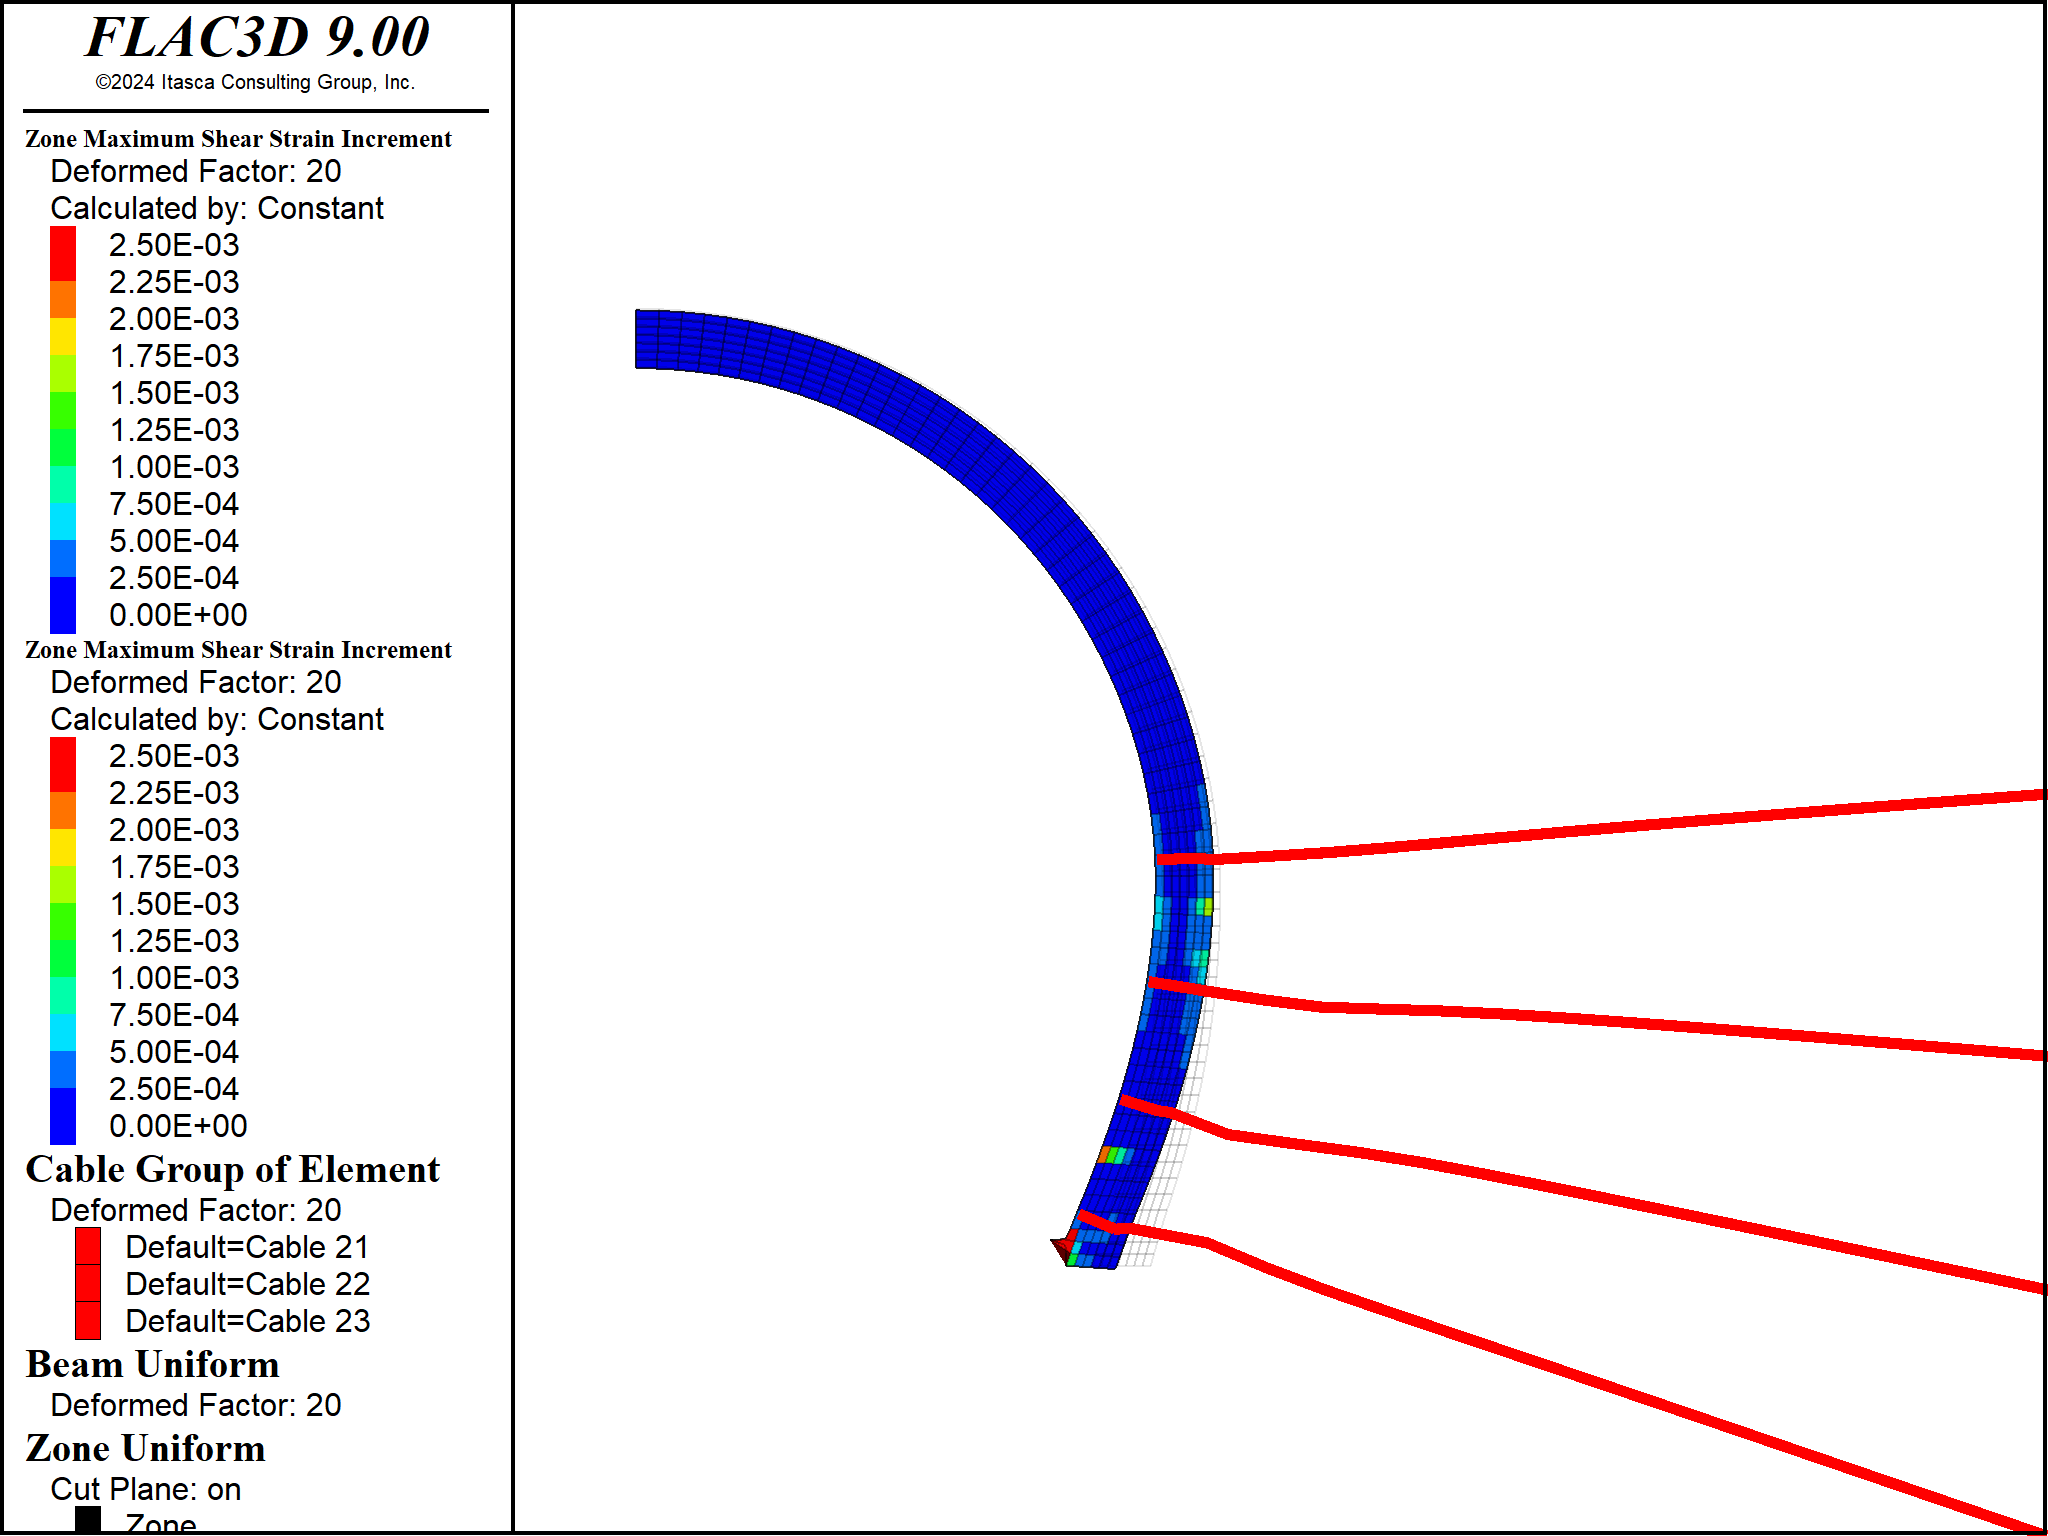 FLAC3D 9.00
©2024 Itasca Consulting Group, Inc.
Zone Maximum Shear Strain Increment
Deformed Factor: 20
Calculated by: Constant
2.50E-03
2.25E-03
2.00E-03
1.75E-03
1.50E-03
1.25E-03
1.00E-03
7.50E-04
5.00E-04
2.50E-04
0.00E+00
Zone Maximum Shear Strain Increment
Deformed Factor: 20
Calculated by: Constant
2.50E-03
2.25E-03
2.00E-03
1.75E-03
1.50E-03
1.25E-03
1.00E-03
7.50E-04
5.00E-04
2.50E-04
0.00E+00
Cable Group of Element
Deformed Factor: 20
Default=Cable 21
Default=Cable 22
Default=Cable 23
Beam Uniform
Deformed Factor: 20
Zone Uniform
Cut Plane: on
Zone